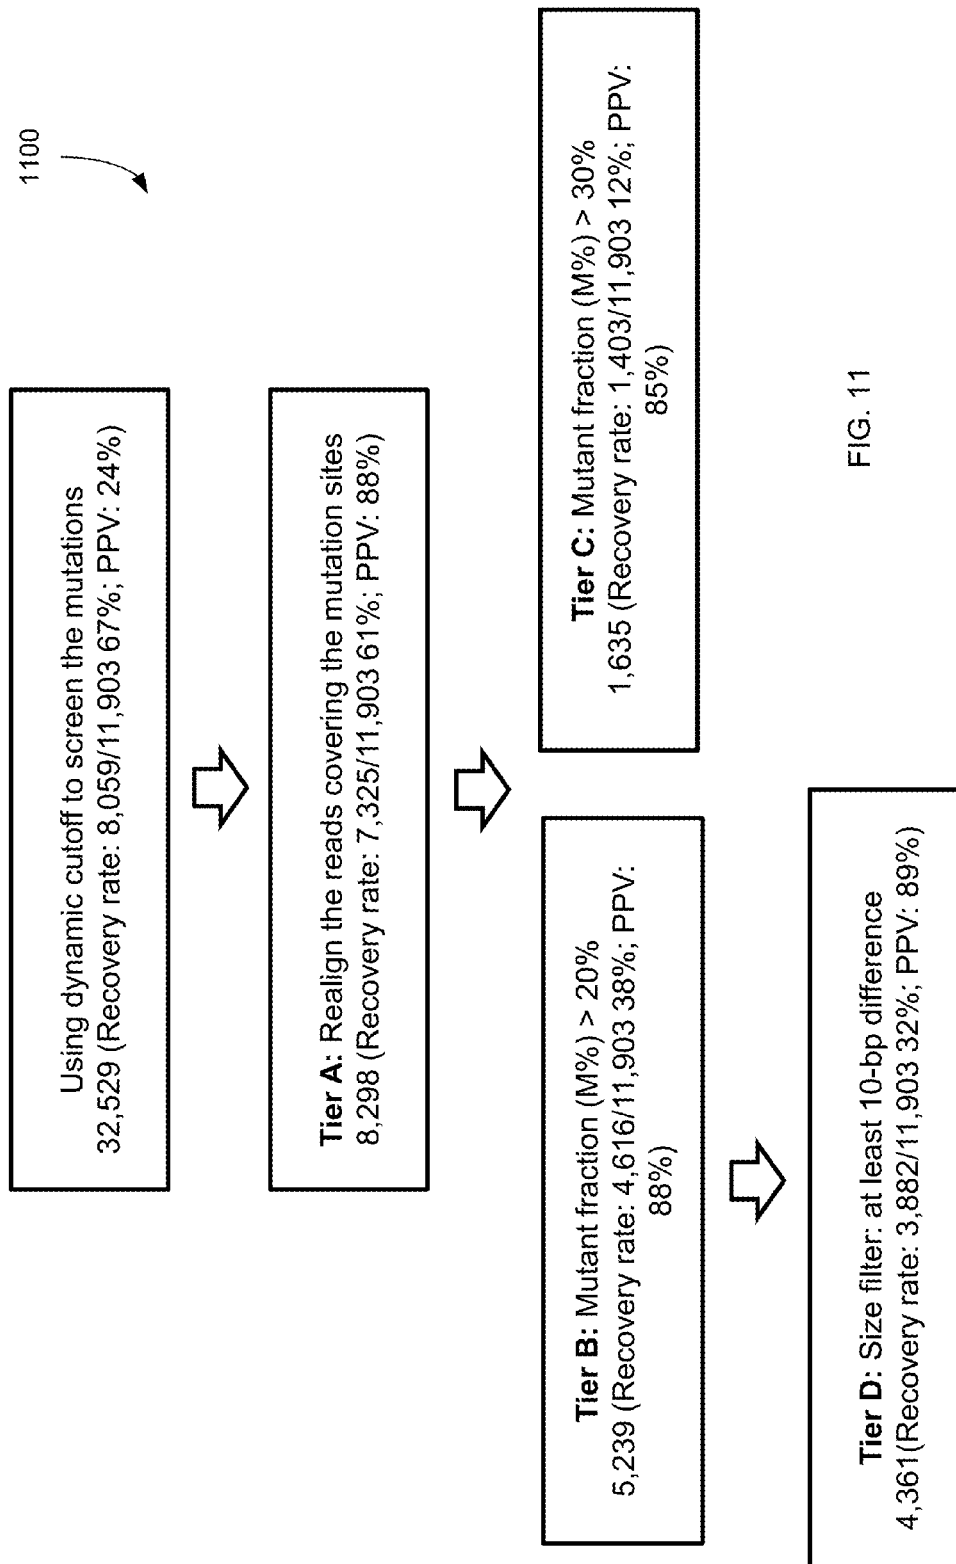 1100
Using dynamic cutoff to screen the mutations
32,529 (Recovery rate: 8,059/11,903 67%; PPV: 24%)
Tier A: Realign the reads covering the mutation sites
8,298 (Recovery rate: 7,325/11,903 61%; PPV: 88%)
Tier B: Mutant fraction (M%) > 20%
5,239 (Recovery rate: 4,616/11,903 38%; PPV:
88%)
Tier C: Mutant fraction (M%) > 30%
1,635 (Recovery rate: 1,403/11,903 12%; PPV:
85%)
Tier D: Size filter: at least 10-bp difference
4,361(Recovery rate: 3,882/11,903 32%; PPV: 89%)
FIG. 11